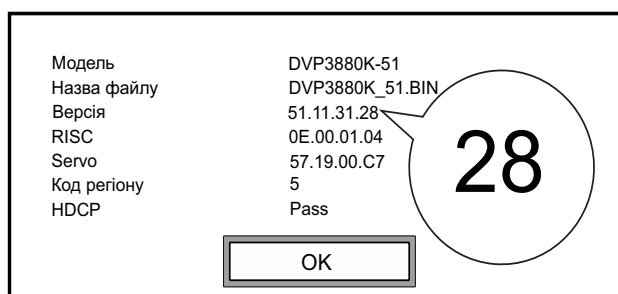 Модель DVP3880K-51
Назва файлу DVP3880K_51.BIN
Версія 51.11.31.28
RISC 0E.00.01.04
Servo 57.19.00.C7
Код регіону 5
HDCP Pass
28
OK